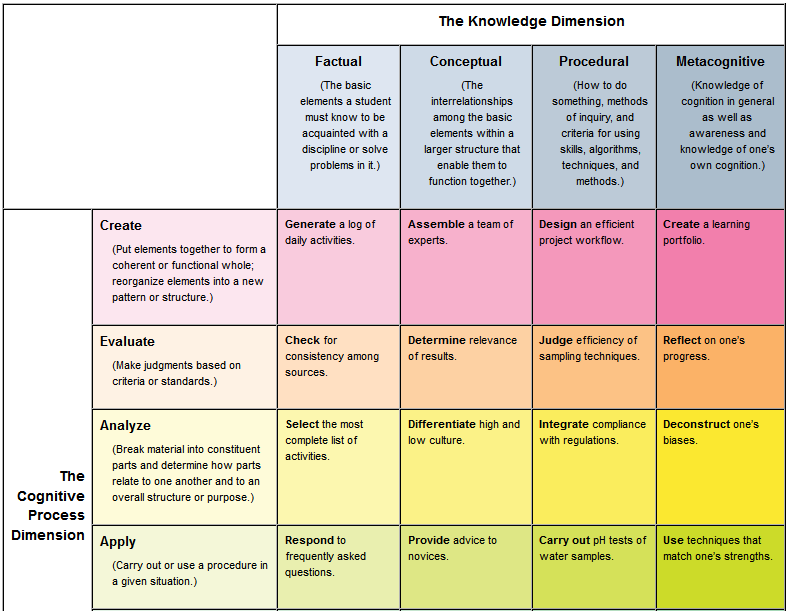 The Knowledge Dimension
Factual
(The basic
elements a student
must know to be
acquainted with a
discipline or solve
problems in it.)
Conceptual
(The
interrelationships
among the basic
elements within a
larger structure that
enable them to
function together.)
Procedural
(How to do
something, methods
of inquiry, and
criteria for using
skills, algorithms,
techniques, and
methods.)
Metacognitive
(Knowledge of
cognition in general
as well as
awareness and
knowledge of one's
own cognition.)
The
Cognitive
Process
Dimension
Create
(Put elements together to form a
coherent or functional whole;
reorganize elements into a new
pattern or structure.)
Generate a log of
daily activities.
Assemble a team of
experts.
Design an efficient
project workflow.
Create a learning
portfolio.
Evaluate
(Make judgments based on
criteria or standards.)
Check for
consistency among
sources.
Determine relevance
of results.
Judge efficiency of
sampling techniques.
Reflect on one's
progress.
Analyze
(Break material into constituent
parts and determine how parts
relate to one another and to an
overall structure or purpose.)
Select the most
complete list of
activities.
Differentiate high and
low culture.
Integrate compliance
with regulations.
Deconstruct one's
biases.
Apply
(Carry out or use a procedure in
a given situation.)
Respond to
frequently asked
questions.
Provide advice to
novices.
Carry out pH tests of
water samples.
Use techniques that
match one's strengths.